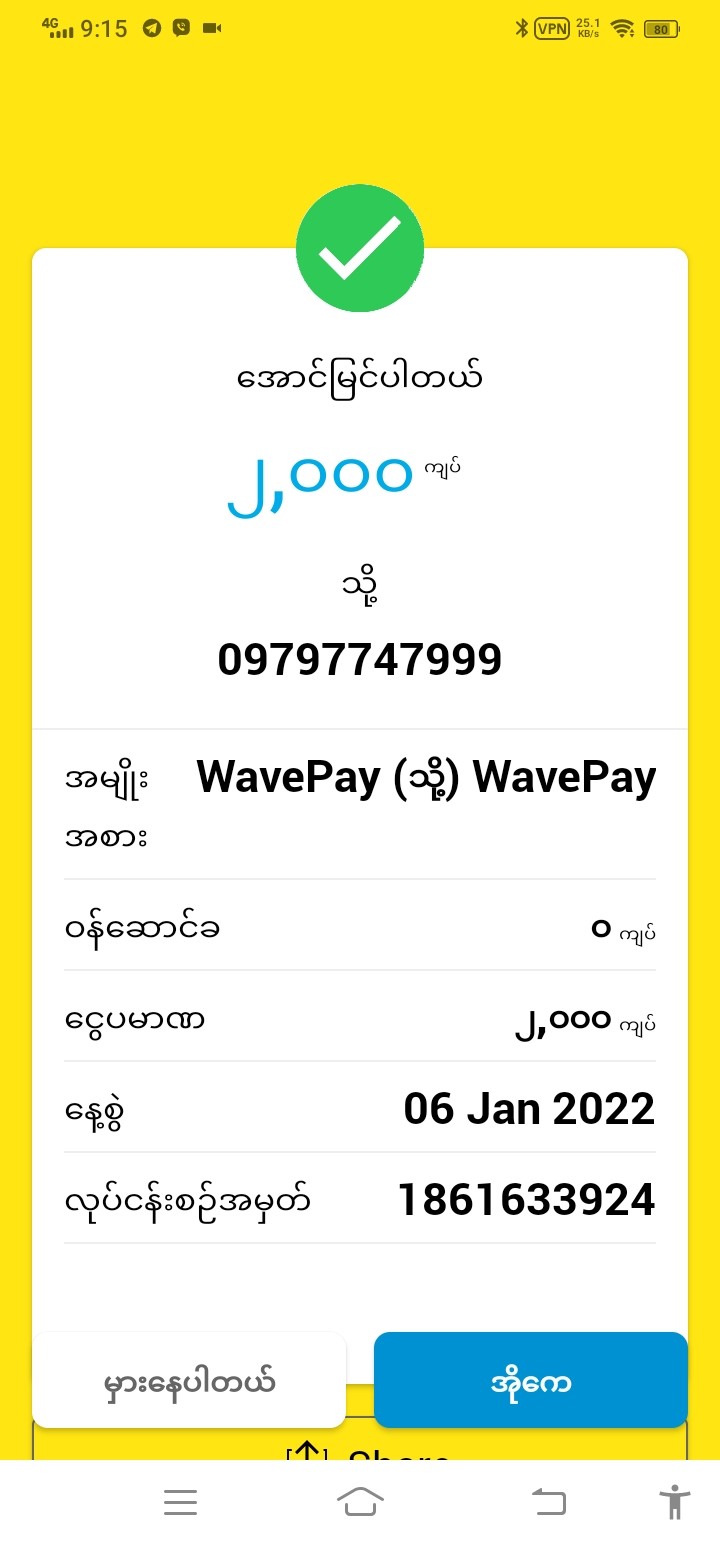 4G 9:15 VPN 25.1 KB/s 80
အောင်မြင်ပါတယ်
၂,၀၀၀ ကျပ်
သို့
09797747999
အမျိုး WavePay (သို့) WavePay
အစား
ဝန်ဆောင်ခ ၀ ကျပ်
ငွေပမာဏ ၂,၀၀၀ ကျပ်
နေ့စွဲ 06 Jan 2022
လုပ်ငန်းစဉ်အမှတ် 1861633924
မှားနေပါတယ် အိုကေ
Share